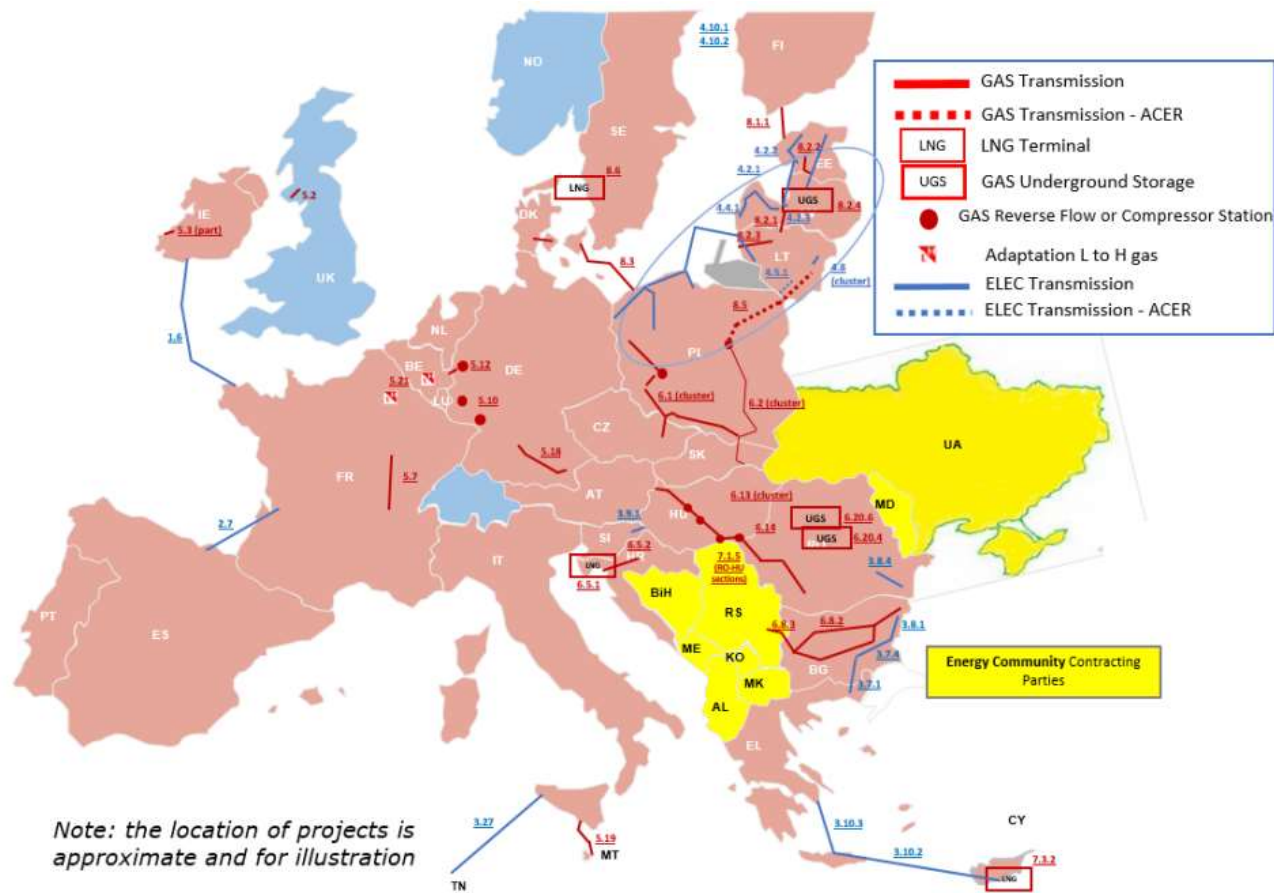 4.10.1
4.10.2
FI
NO
SE
GAS Transmission
GAS Transmission - ACER
LNG
LNG Terminal
UGS
GAS Underground Storage
GAS Reverse Flow or Compressor Station
Adaptation L to H gas
ELEC Transmission
ELEC Transmission - ACER
8.1.1
4.2.2
8.2.2
EE
4.2.1
8.6
LNG
5.2
UGS
4.4.1
8.2.4
8.2.1
4.2.3
8.2.3
IE
5.3 (part)
DK
LT
8.3
4.5.1
4.8
(cluster)
UK
8.5
NL
PL
1.6
BE
5.12
DE
5.21
LU
5.10
6.1 (cluster)
6.2 (cluster)
CZ
UA
SK
5.18
FR
5.7
AT
6.13 (cluster)
MD
HU
UGS
6.20.6
3.9.1
6.14
UGS
6.20.4
2.7
SI
6.5.2
IT
LNG
7.1.5
(RO-HU
sactions)
3.8.4
6.5.1
BiH
RS
PT
ES
6.8.3
6.8.2
3.8.1
ME
KO
3.7.4
BG
MK
3.7.1
Energy Community Contracting
Parties
AL
EL
Note: the location of projects is
approximate and for illustration
3.27
5.19
MT
TN
3.10.3
CY
3.10.2
7.3.2
LNG